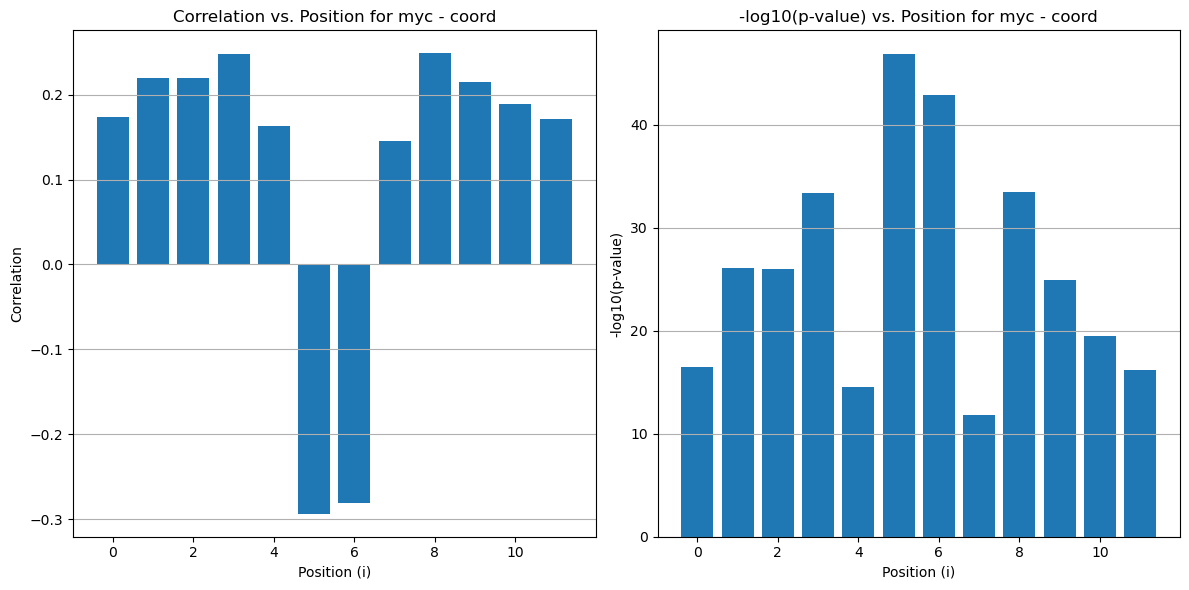 Correlation vs. Position for myc - coord
0.2
0.1
0.0
−0.1
−0.2
−0.3
Correlation
0 2 4 6 8 10
Position (i)
-log10(p-value) vs. Position for myc - coord
40
30
20
10
0
-log10(p-value)
0 2 4 6 8 10
Position (i)